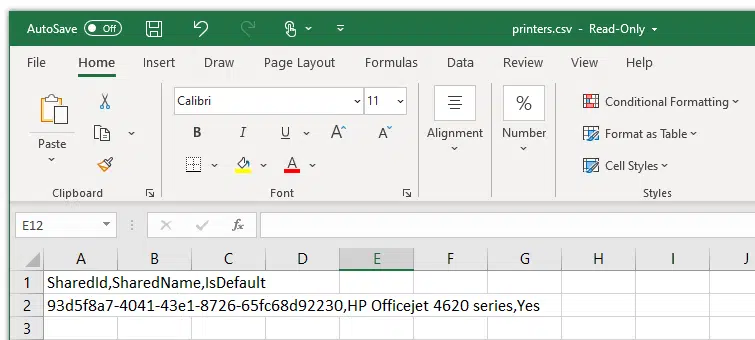 AutoSave Off printers.csv - Read-Only
File Home Insert Draw Page Layout Formulas Data Review View Help
Paste
Calibri 11
B I U A A
A
Alignment
%
Number
Conditional Formatting
Format as Table
Cell Styles
Clipboard Font Styles
E12 fx
A B C D E F G H I J
1 SharedId,SharedName,IsDefault
2 93d5f8a7-4041-43e1-8726-65fc68d92230,HP Officejet 4620 series,Yes
3